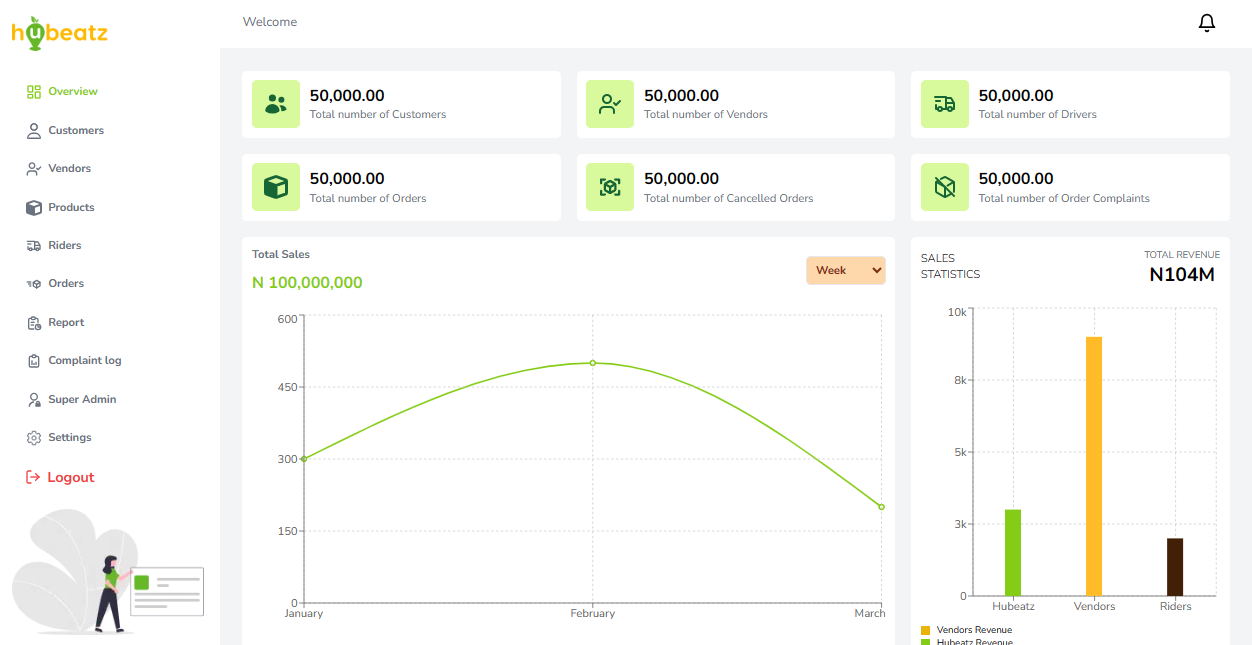 hubeatz
Welcome
Overview
Customers
Vendors
Products
Riders
Orders
Report
Complaint log
Super Admin
Settings
Logout
50,000.00
Total number of Customers
50,000.00
Total number of Vendors
50,000.00
Total number of Drivers
50,000.00
Total number of Orders
50,000.00
Total number of Cancelled Orders
50,000.00
Total number of Order Complaints
Total Sales
N 100,000,000
Week
600
450
300
150
0
January
February
March
SALES
STATISTICS
TOTAL REVENUE
N104M
10k
8k
5k
3k
0
Hubeatz
Vendors
Riders
Vendors Revenue
Hubeatz Revenue